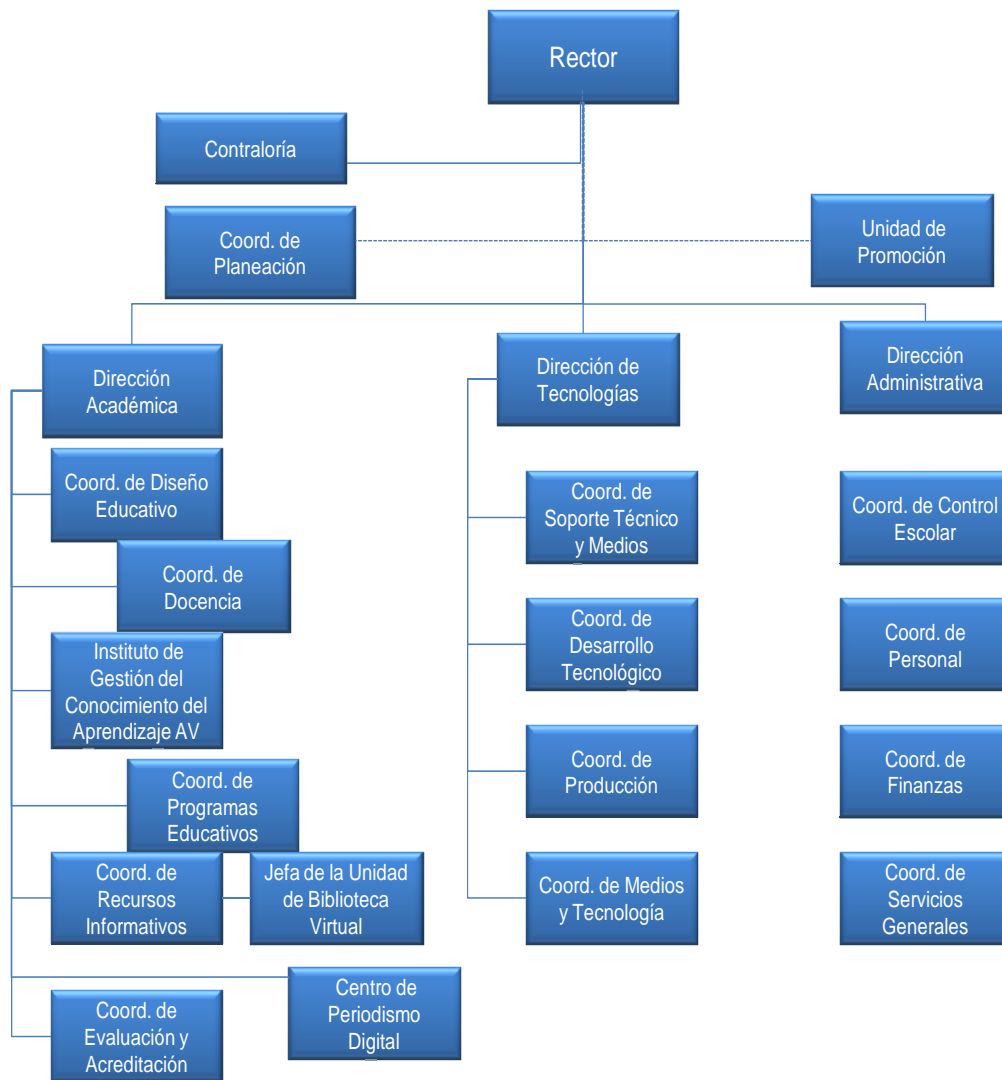 Rector
Contraloría
Coord. de
Planeación
Unidad de
Promoción
Dirección
Académica
Dirección de
Tecnologías
Dirección
Administrativa
Coord. de Diseño
Educativo
Coord. de
Docencia
Instituto de
Gestión del
Conocimiento del
Aprendizaje AV
Coord. de
Programas
Educativos
Coord. de
Recursos
Informativos
Jefa de la Unidad
de Biblioteca
Virtual
Centro de
Periodismo
Digital
Coord. de
Evaluación y
Acreditación
Coord. de
Soporte Técnico
y Medios
Coord. de
Desarrollo
Tecnológico
Coord. de
Producción
Coord. de Medios
y Tecnología
Coord. de Control
Escolar
Coord. de
Personal
Coord. de
Finanzas
Coord. de
Servicios
Generales